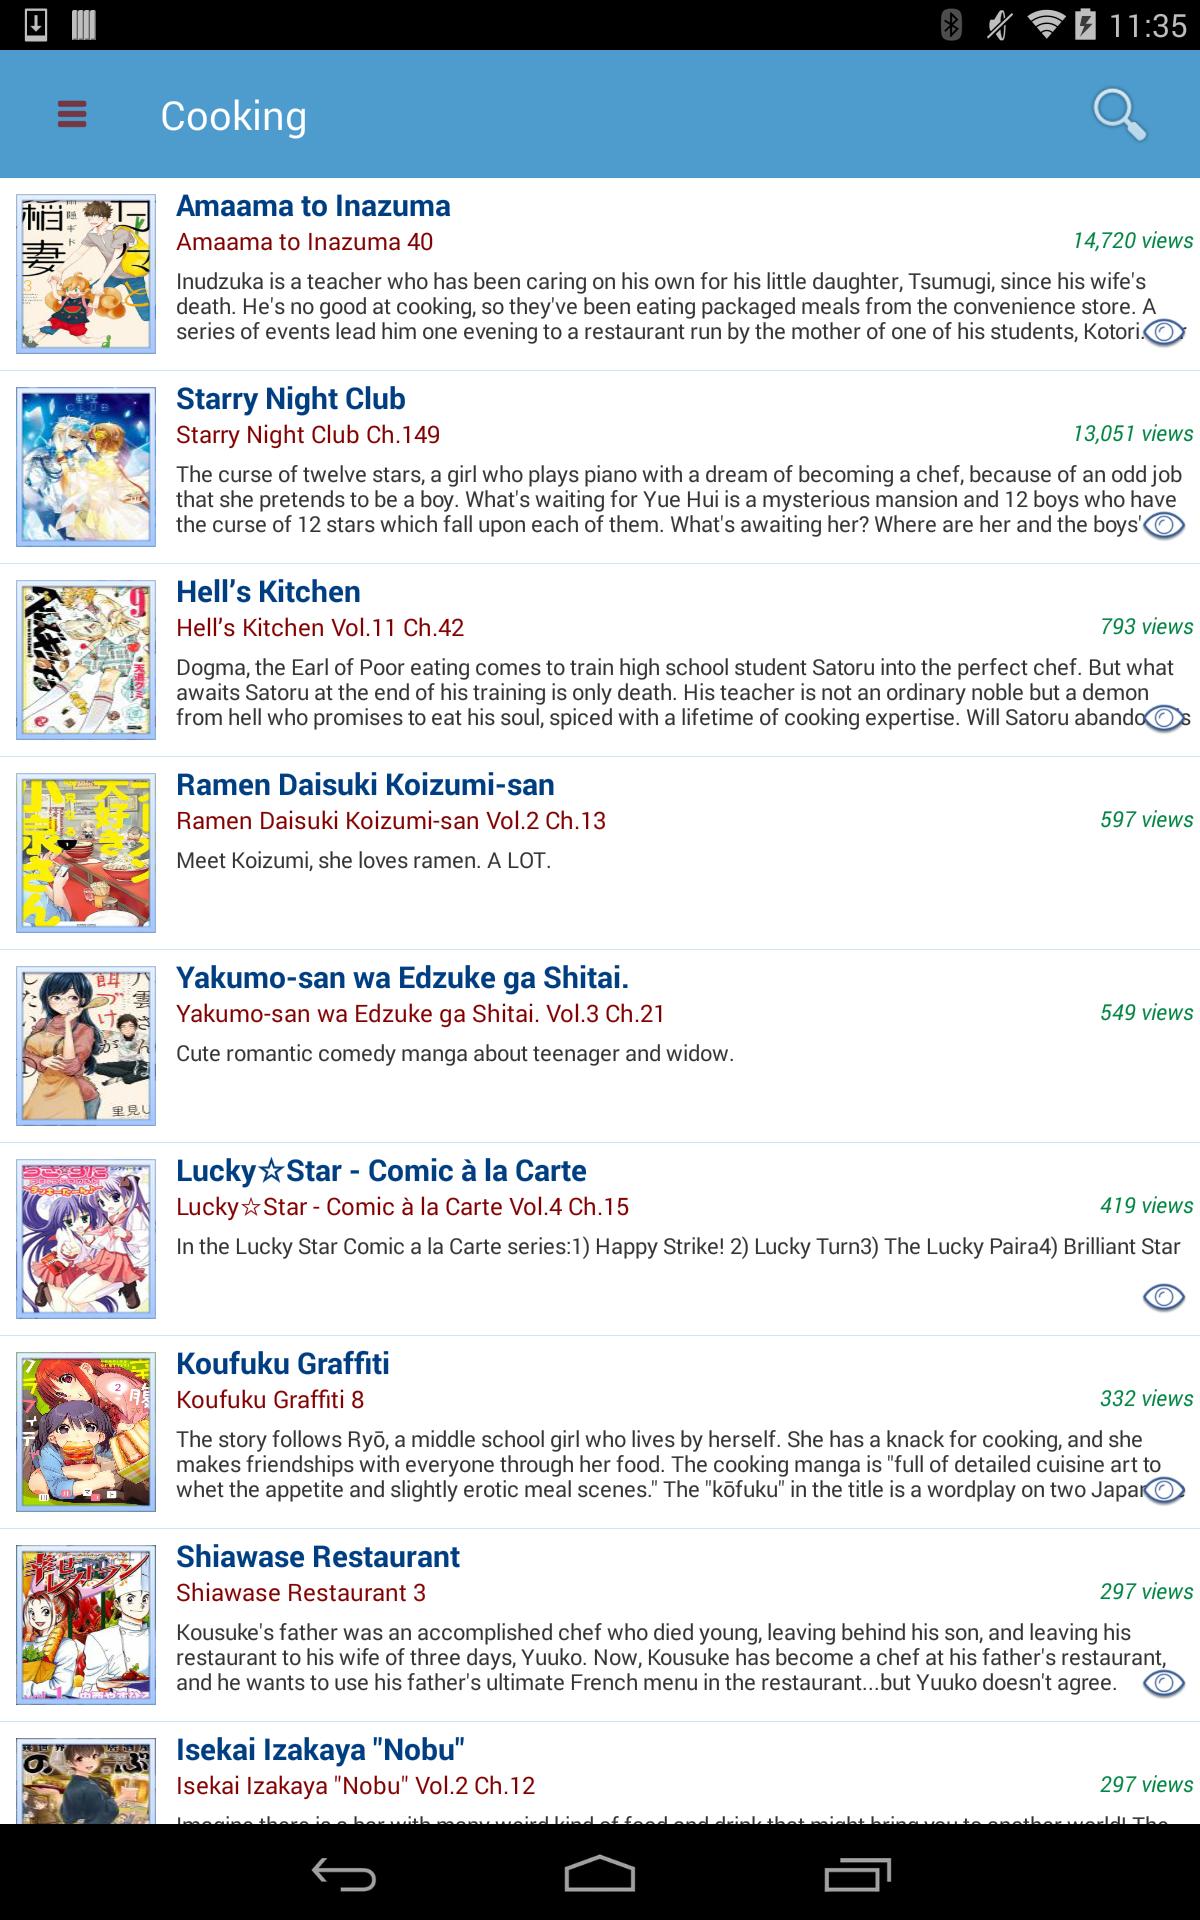 11:35
Cooking
Amaama to Inazuma
Amaama to Inazuma 40
14,720 views
Inudzuka is a teacher who has been caring on his own for his little daughter, Tsumugi, since his wife's
death. He's no good at cooking, so they've been eating packaged meals from the convenience store. A
series of events lead him one evening to a restaurant run by the mother of one of his students, Kotori.
Starry Night Club
Starry Night Club Ch.149
13,051 views
The curse of twelve stars, a girl who plays piano with a dream of becoming a chef, because of an odd job
that she pretends to be a boy. What's waiting for Yue Hui is a mysterious mansion and 12 boys who have
the curse of 12 stars which fall upon each of them. What's awaiting her? Where are her and the boys'
Hell’s Kitchen
Hell’s Kitchen Vol.11 Ch.42
793 views
Dogma, the Earl of Poor eating comes to train high school student Satoru into the perfect chef. But what
awaits Satoru at the end of his training is only death. His teacher is not an ordinary noble but a demon
from hell who promises to eat his soul, spiced with a lifetime of cooking expertise. Will Satoru
Ramen Daisuki Koizumi-san
Ramen Daisuki Koizumi-san Vol.2 Ch.13
597 views
Meet Koizumi, she loves ramen. A LOT.
Yakumo-san wa Edzuke ga Shitai.
Yakumo-san wa Edzuke ga Shitai. Vol.3 Ch.21
549 views
Cute romantic comedy manga about teenager and widow.
Lucky☆Star - Comic à la Carte
Lucky☆Star - Comic à la Carte Vol.4 Ch.15
419 views
In the Lucky Star Comic a la Carte series:1) Happy Strike! 2) Lucky Turn3) The Lucky Paira4) Brilliant Star
Koufuku Graffiti
Koufuku Graffiti 8
332 views
The story follows Ryō, a middle school girl who lives by herself. She has a knack for cooking, and she
makes friendships with everyone through her food. The cooking manga is "full of detailed cuisine art to
whet the appetite and slightly erotic meal scenes." The "kōfuku" in the title is a wordplay on two
Shiawase Restaurant
Shiawase Restaurant 3
297 views
Kousuke's father was an accomplished chef who died young, leaving behind his son, and leaving his
restaurant to his wife of three days, Yuuko. Now, Kousuke has become a chef at his father's restaurant,
and he wants to use his father's ultimate French menu in the restaurant...but Yuuko doesn't agree.
Isekai Izakaya "Nobu"
Isekai Izakaya "Nobu" Vol.2 Ch.12
297 views
Imagine there is a bar with many weird kind of food and drink that might bring you to another world! The